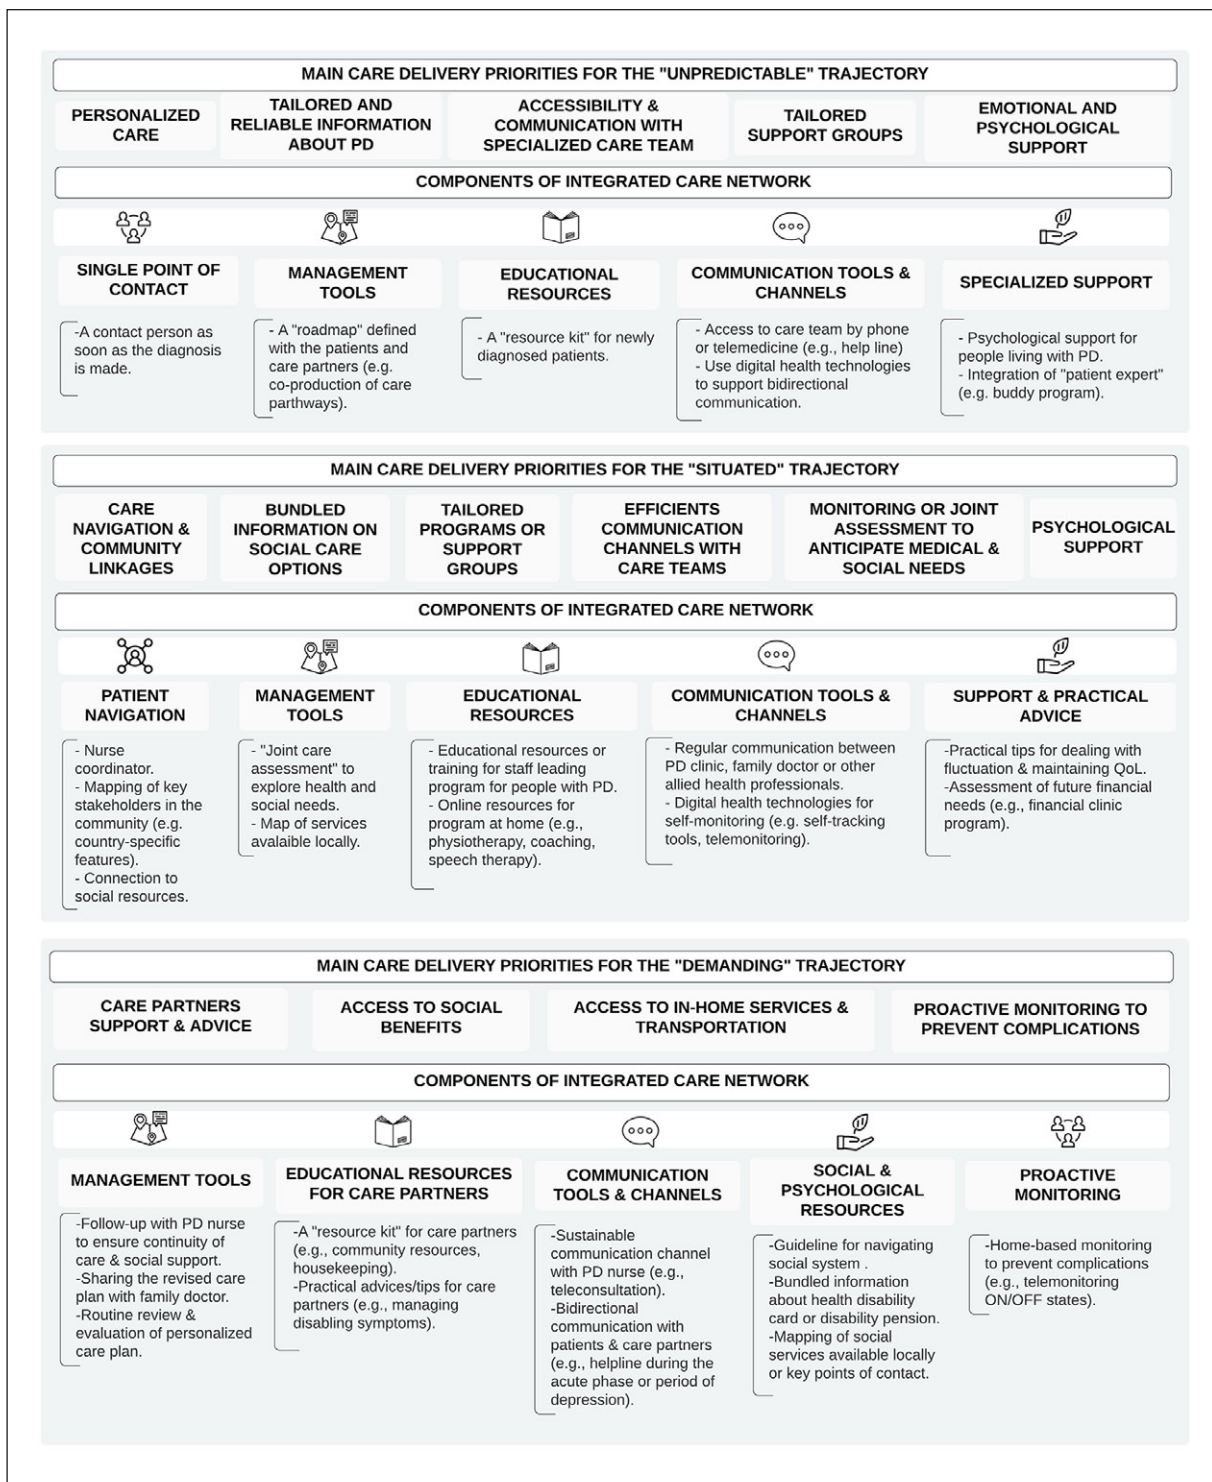 MAIN CARE DELIVERY PRIORITIES FOR THE "UNPREDICTABLE" TRAJECTORY
PERSONALIZED
CARE
TAILORED AND
RELIABLE INFORMATION
ABOUT PD
ACCESSIBILITY &
COMMUNICATION WITH
SPECIALIZED CARE TEAM
TAILORED
SUPPORT GROUPS
EMOTIONAL AND
PSYCHOLOGICAL
SUPPORT
COMPONENTS OF INTEGRATED CARE NETWORK
SINGLE POINT OF
CONTACT
-A contact person as
soon as the diagnosis
is made.
MANAGEMENT
TOOLS
- A "roadmap" defined
with the patients and
care partners (e.g.
co-production of care
parthways).
EDUCATIONAL
RESOURCES
- A "resource kit" for newly
diagnosed patients.
COMMUNICATION TOOLS &
CHANNELS
- Access to care team by phone
or telemedicine (e.g., help line)
- Use digital health technologies
to support bidirectional
communication.
SPECIALIZED SUPPORT
- Psychological support for
people living with PD.
- Integration of "patient expert"
(e.g. buddy program).
MAIN CARE DELIVERY PRIORITIES FOR THE "SITUATED" TRAJECTORY
CARE
NAVIGATION &
COMMUNITY
LINKAGES
BUNDLED
INFORMATION ON
SOCIAL CARE
OPTIONS
TAILORED
PROGRAMS OR
SUPPORT
GROUPS
EFFICIENTS
COMMUNICATION
CHANNELS WITH
CARE TEAMS
MONITORING OR JOINT
ASSESSMENT TO
ANTICIPATE MEDICAL &
SOCIAL NEEDS
PSYCHOLOGICAL
SUPPORT
COMPONENTS OF INTEGRATED CARE NETWORK
PATIENT
NAVIGATION
- Nurse
coordinator.
- Mapping of key
stakeholders in the
community (e.g.
country-specific
features).
- Connection to
social resources.
MANAGEMENT
TOOLS
- "Joint care
assessment" to
explore health and
social needs.
- Map of services
avalaible locally.
EDUCATIONAL
RESOURCES
- Educational resources or
training for staff leading
program for people with PD.
- Online resources for
program at home (e.g.,
physiotherapy, coaching,
speech therapy).
COMMUNICATION TOOLS &
CHANNELS
- Regular communication between
PD clinic, family doctor or other
allied health professionals.
- Digital health technologies for
self-monitoring (e.g. self-tracking
tools, telemonitoring).
SUPPORT & PRACTICAL
ADVICE
-Practical tips for dealing with
fluctuation & maintaining QoL.
-Assessment of future financial
needs (e.g., financial clinic
program).
MAIN CARE DELIVERY PRIORITIES FOR THE "DEMANDING" TRAJECTORY
CARE PARTNERS
SUPPORT & ADVICE
ACCESS TO SOCIAL
BENEFITS
ACCESS TO IN-HOME SERVICES &
TRANSPORTATION
PROACTIVE MONITORING TO
PREVENT COMPLICATIONS
COMPONENTS OF INTEGRATED CARE NETWORK
MANAGEMENT TOOLS
-Follow-up with PD nurse
to ensure continuity of
care & social support.
-Sharing the revised care
plan with family doctor.
-Routine review &
evaluation of personalized
care plan.
EDUCATIONAL RESOURCES
FOR CARE PARTNERS
-A "resource kit" for care partners
(e.g., community resources,
housekeeping).
-Practical advices/tips for care
partners (e.g., managing
disabling symptoms).
COMMUNICATION
TOOLS & CHANNELS
-Sustainable
communication channel
with PD nurse (e.g.,
teleconsultation).
-Bidirectional
communication with
patients & care partners
(e.g., helpline during the
acute phase or period of
depression).
SOCIAL &
PSYCHOLOGICAL
RESOURCES
-Guideline for navigating
social system .
-Bundled information
about health disability
card or disability pension.
-Mapping of social
services available locally
or key points of contact.
PROACTIVE
MONITORING
-Home-based monitoring
to prevent complications
(e.g., telemonitoring
ON/OFF states).